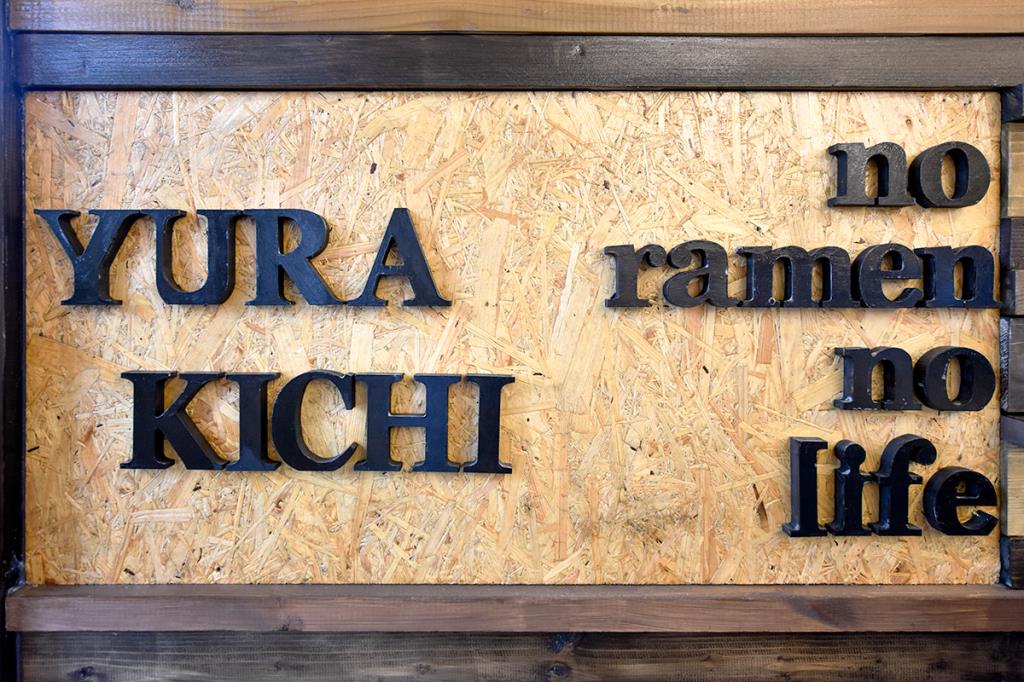 YURA
KICHI
no
ramen
no
life